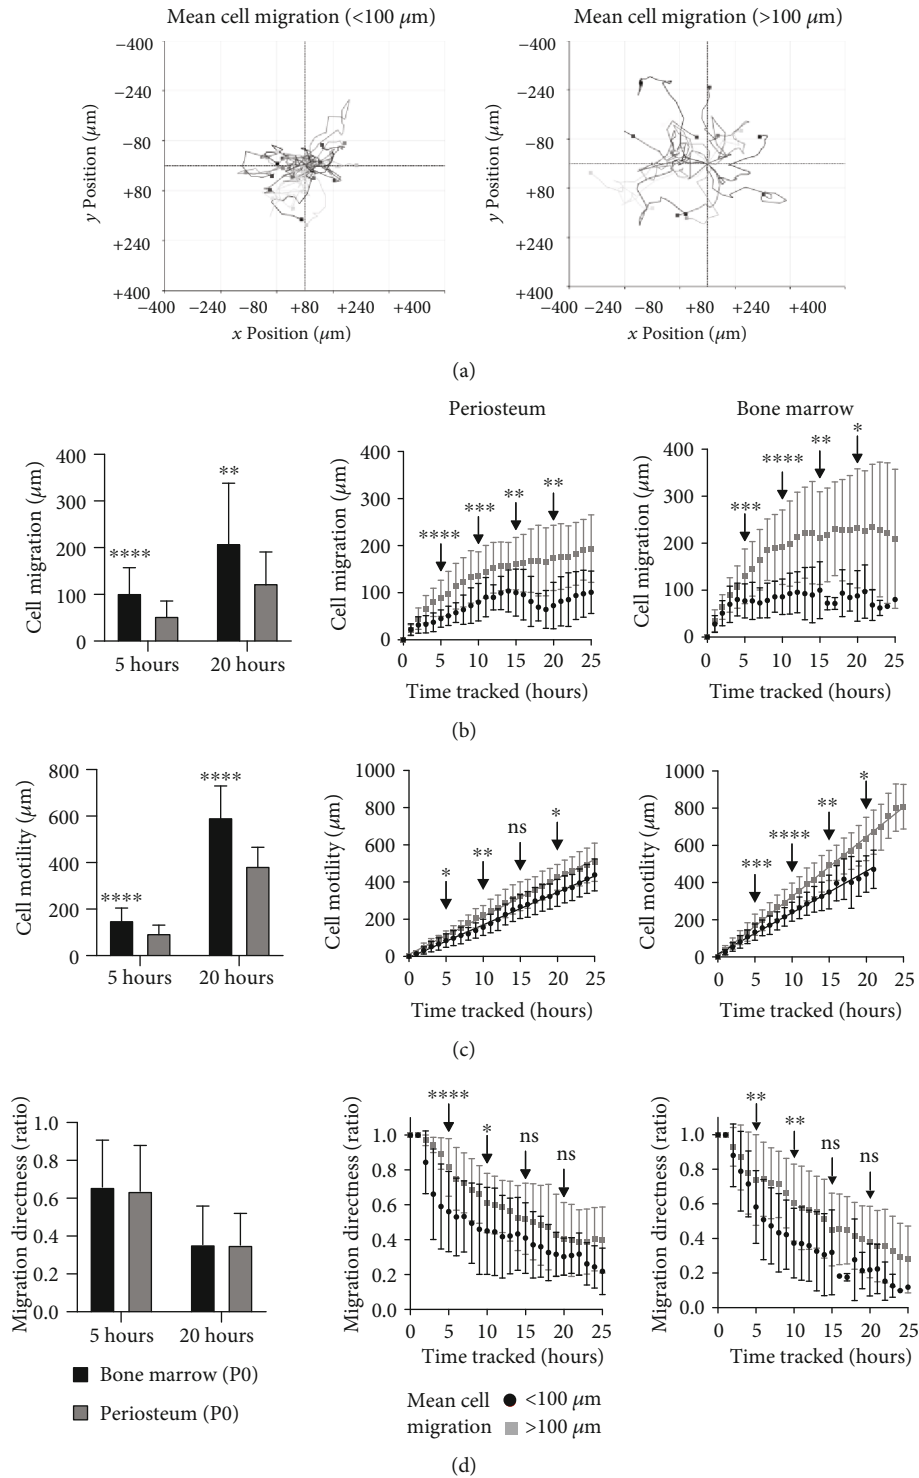 Mean cell migration (<100 μm)
Mean cell migration (>100 μm)
−400
−240
−80
+80
+240
+400
y Position (μm)
−400 −240 −80 +80 +240 +400
x Position (μm)
−400
−240
−80
+80
+240
+400
y Position (μm)
−400 −240 −80 +80 +240 +400
x Position (μm)
(a)
Periosteum
Bone marrow
Cell migration (μm)
400
300
200
100
0
****
**
5 hours 20 hours
Cell migration (μm)
400
300
200
100
0
**** *** ** **
0 5 10 15 20 25
Time tracked (hours)
Cell migration (μm)
400
300
200
100
0
*** **** ** *
0 5 10 15 20 25
Time tracked (hours)
(b)
Cell motility (μm)
800
600
400
200
0
****
****
5 hours 20 hours
Cell motility (μm)
1000
800
600
400
200
0
* ** ns *
0 5 10 15 20 25
Time tracked (hours)
Cell motility (μm)
1000
800
600
400
200
0
*** **** ** *
0 5 10 15 20 25
Time tracked (hours)
(c)
Migration directness (ratio)
1.0
0.8
0.6
0.4
0.2
0.0
5 hours 20 hours
Bone marrow (P0)
Periosteum (P0)
Migration directness (ratio)
1.0
0.8
0.6
0.4
0.2
0.0
**** * ns ns
0 5 10 15 20 25
Time tracked (hours)
Migration directness (ratio)
1.0
0.8
0.6
0.4
0.2
0.0
** ** ns ns
0 5 10 15 20 25
Time tracked (hours)
Mean cell
migration
<100 μm
>100 μm
(d)